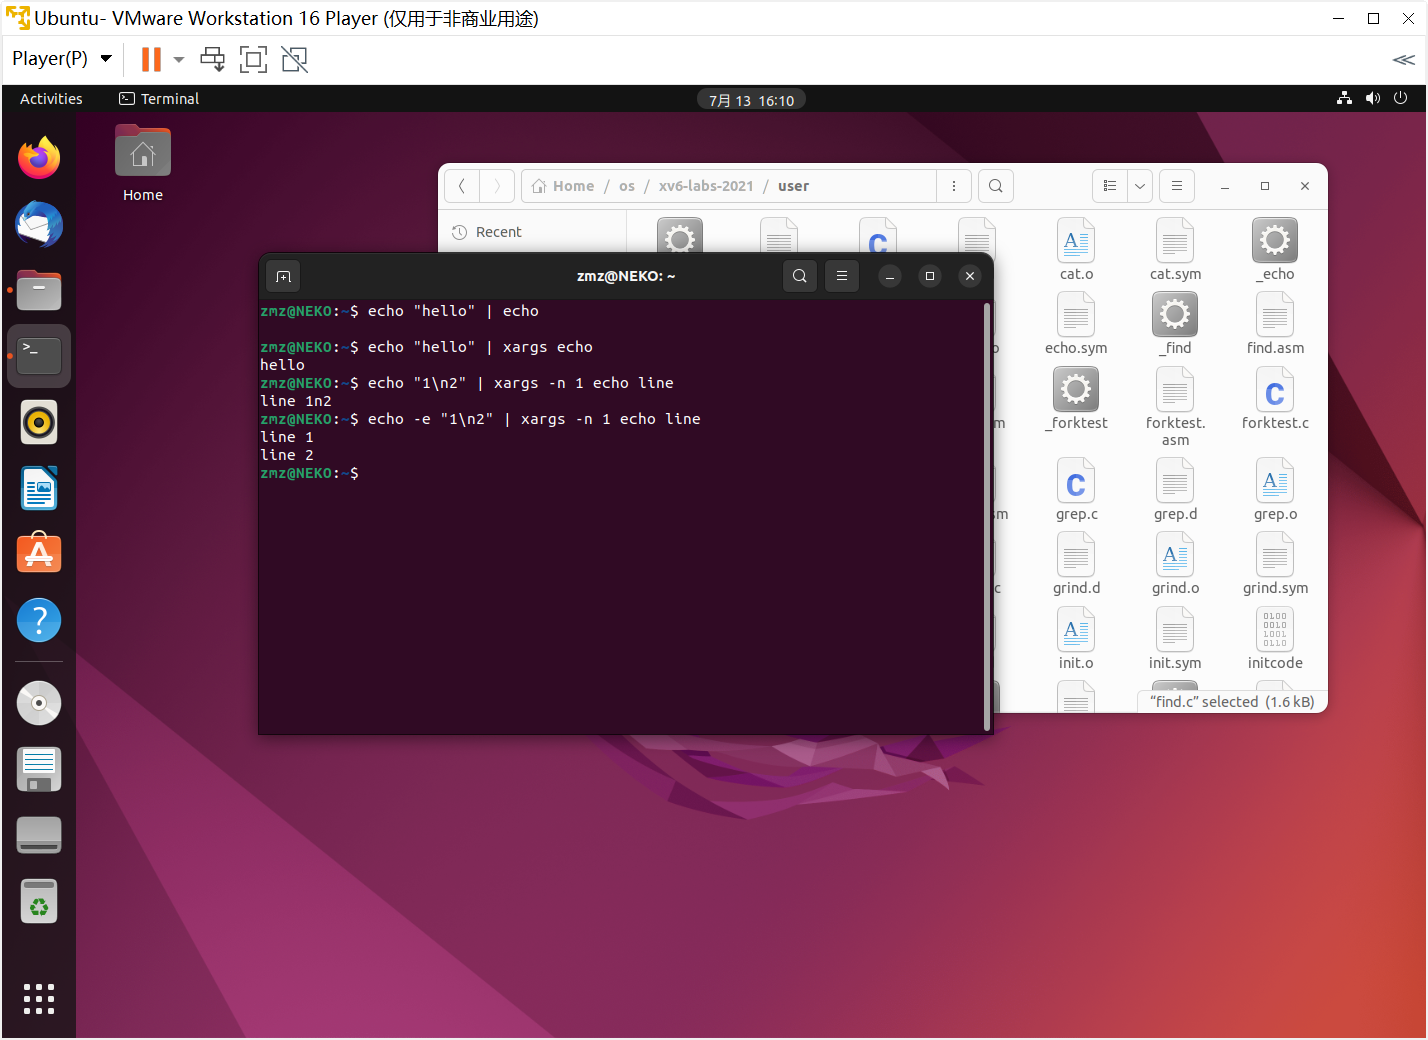 Ubuntu- VMware Workstation 16 Player (仅用于非商业用途)
Player(P)
Activities
Terminal
7月 13 16:10
Home
Home / os / xv6-labs-2021 / user
Recent
cat.o
cat.sym
_echo
zmz@NEKO: ~
zmz@NEKO:~$ echo "hello" | echo
zmz@NEKO:~$ echo "hello" | xargs echo
hello
zmz@NEKO:~$ echo "1\n2" | xargs -n 1 echo line
line 1n2
zmz@NEKO:~$ echo -e "1\n2" | xargs -n 1 echo line
line 1
line 2
zmz@NEKO:~$
echo.sym
_find
find.asm
_forktest
forktest.
asm
forktest.c
grep.c
grep.d
grep.o
grind.d
grind.o
grind.sym
init.o
init.sym
initcode
“find.c” selected (1.6 kB)